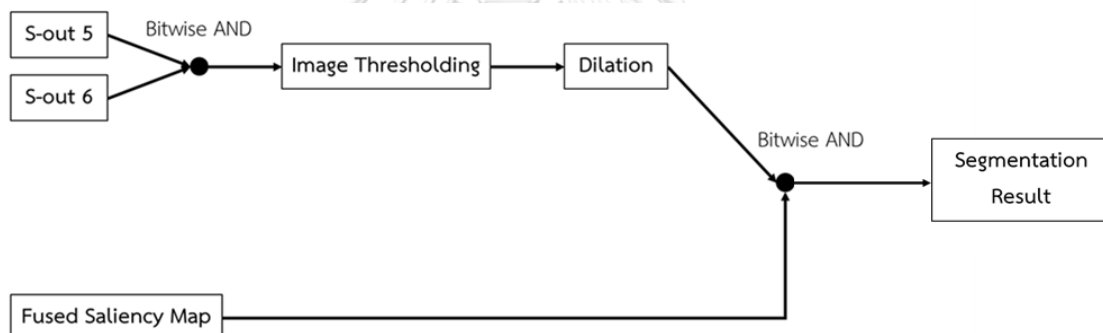 S-out 5
Bitwise AND
Image Thresholding
Dilation
S-out 6
Bitwise AND
Segmentation
Result
Fused Saliency Map